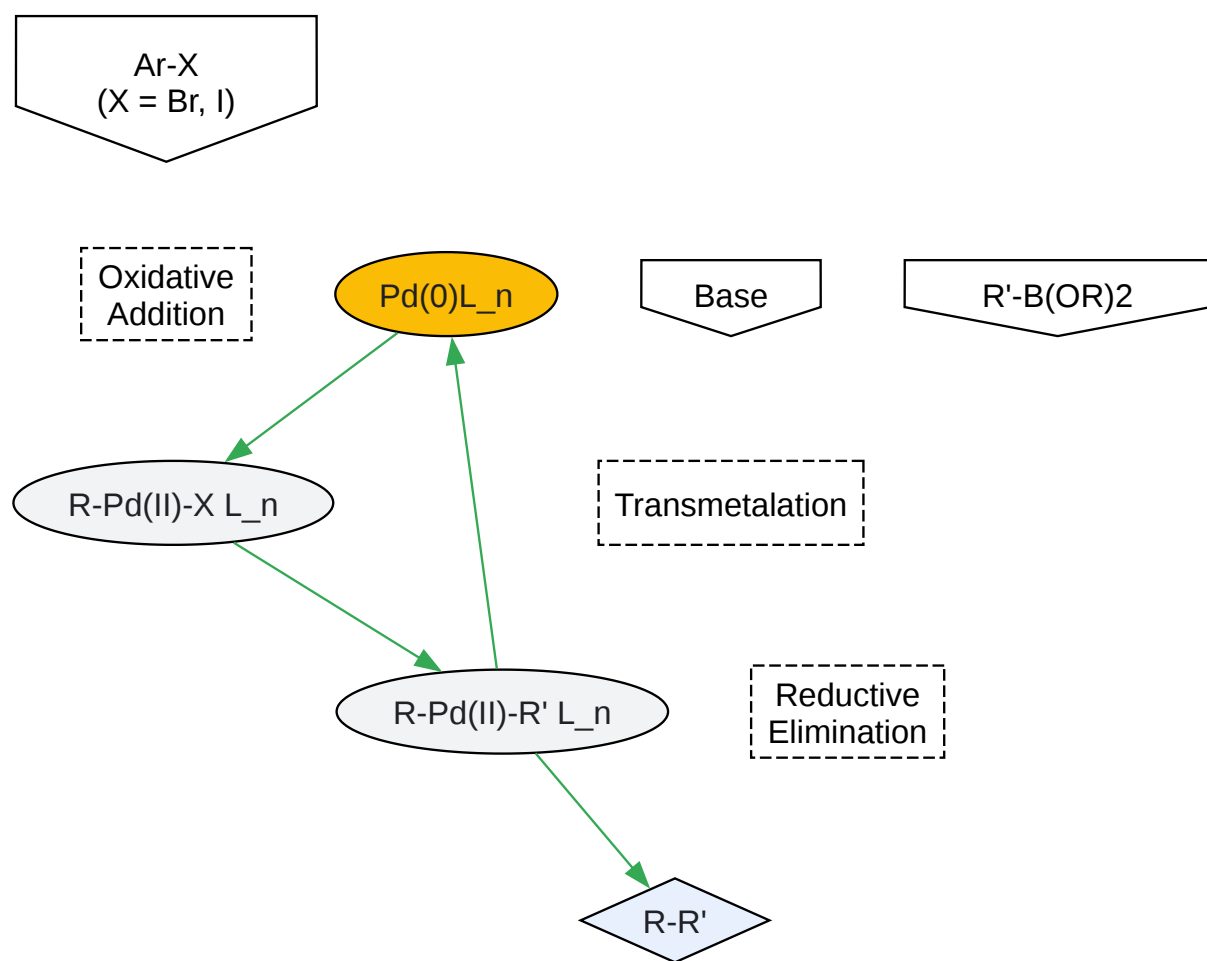 Ar-X
(X = Br, I)
Oxidative
Addition
Pd(0)L_n
Base
R'-B(OR)2
R-Pd(II)-X L_n
Transmetalation
R-Pd(II)-R' L_n
Reductive
Elimination
R-R'